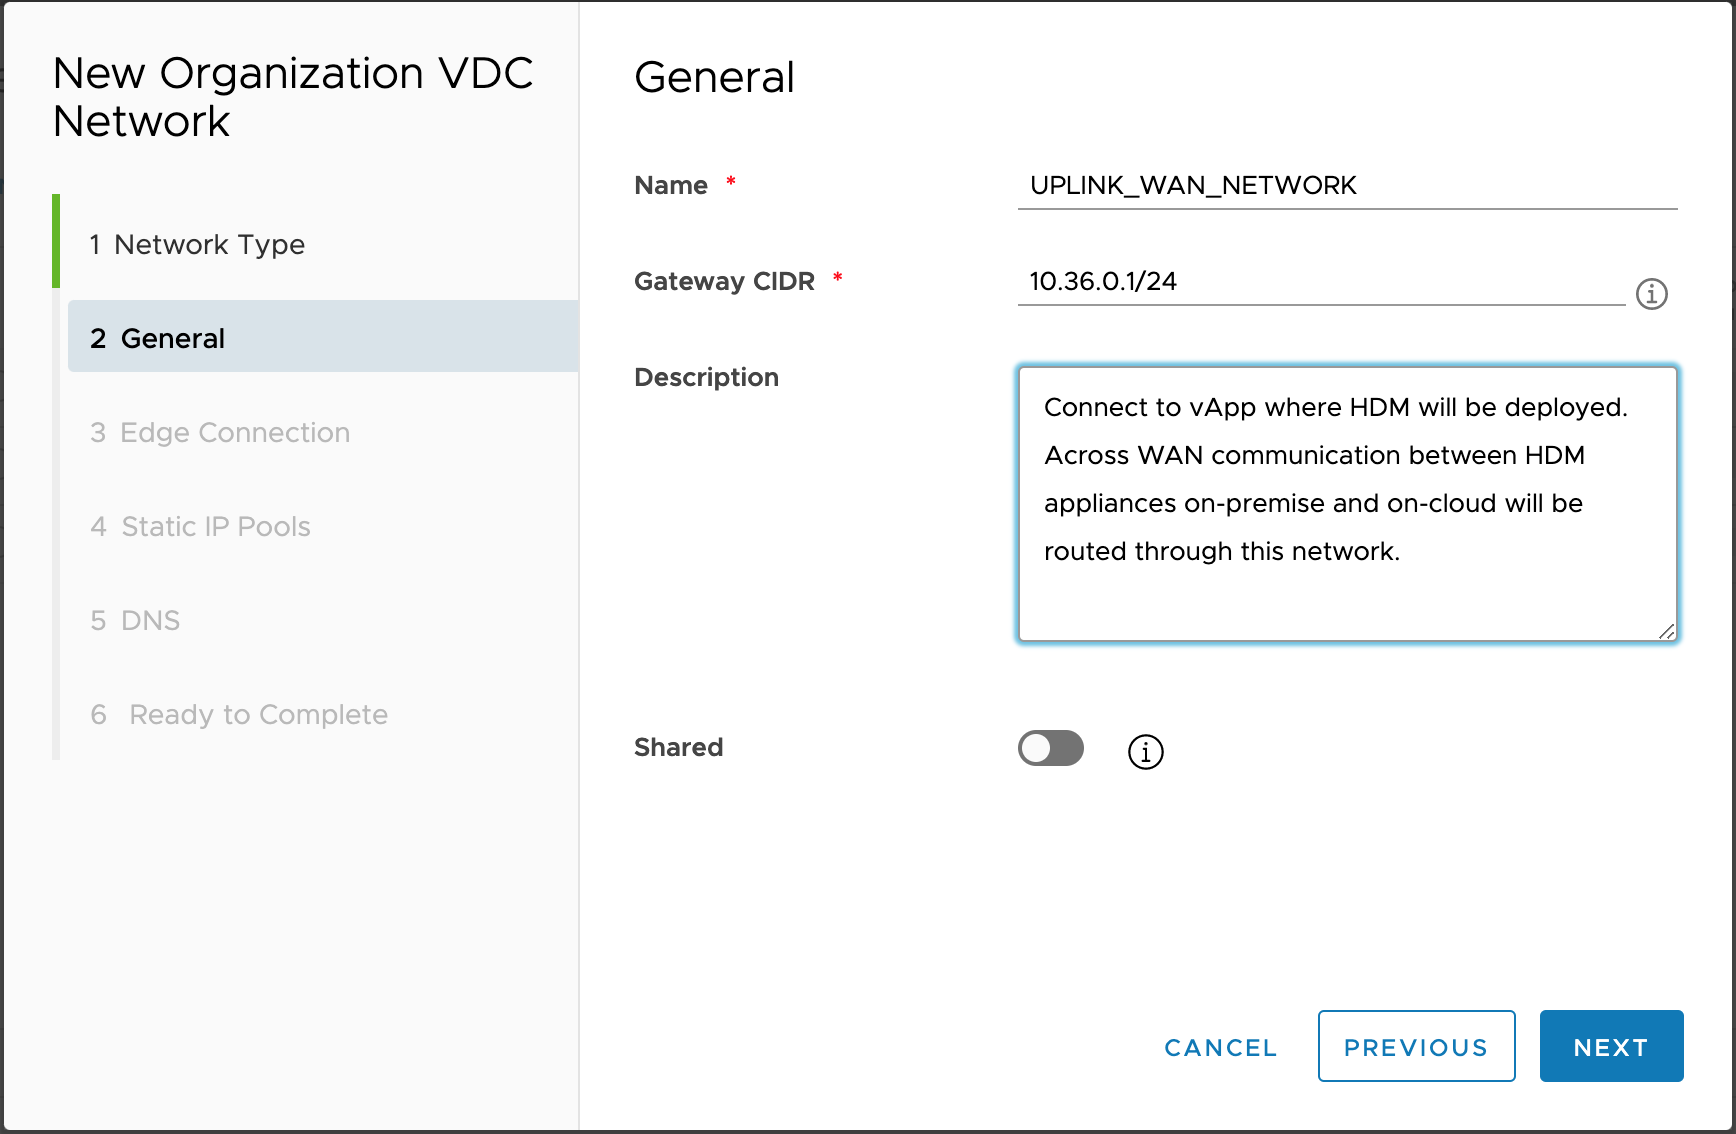 New Organization VDC
Network
1 Network Type
2 General
3 Edge Connection
4 Static IP Pools
5 DNS
6 Ready to Complete
General
Name *
UPLINK_WAN_NETWORK
Gateway CIDR *
10.36.0.1/24
Description
Connect to vApp where HDM will be deployed.
Across WAN communication between HDM
appliances on-premise and on-cloud will be
routed through this network.
Shared
CANCEL
PREVIOUS
NEXT